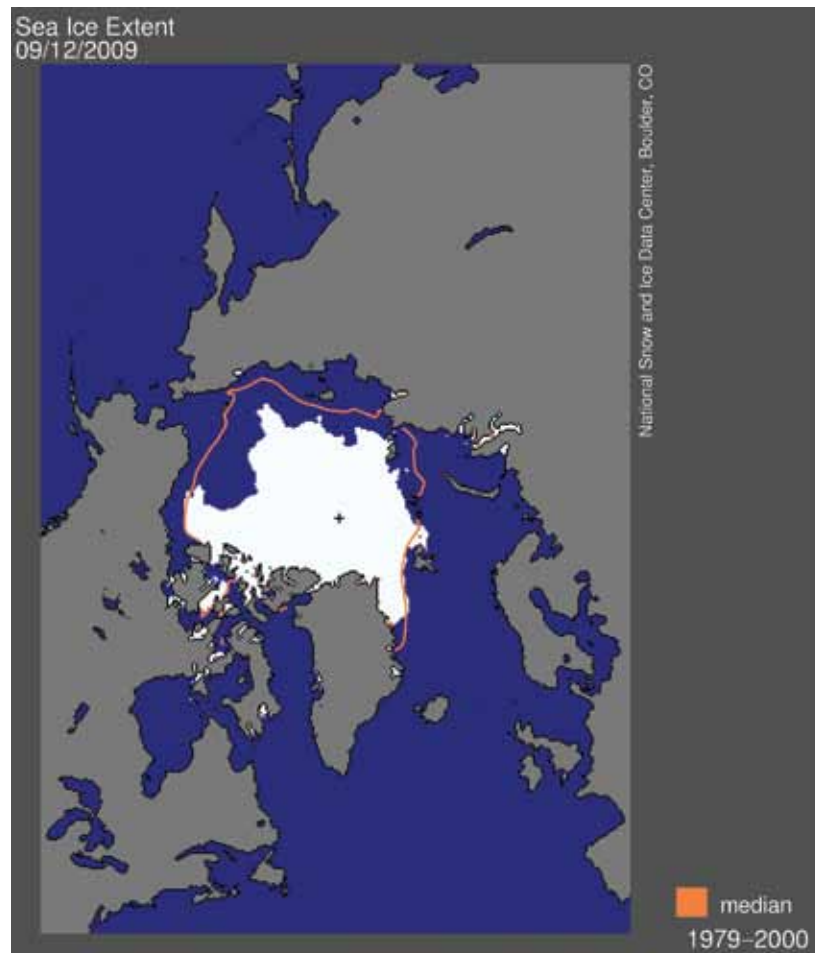 Sea Ice Extent
09/12/2009
National Snow and Ice Data Center, Boulder, CO
median
1979–2000